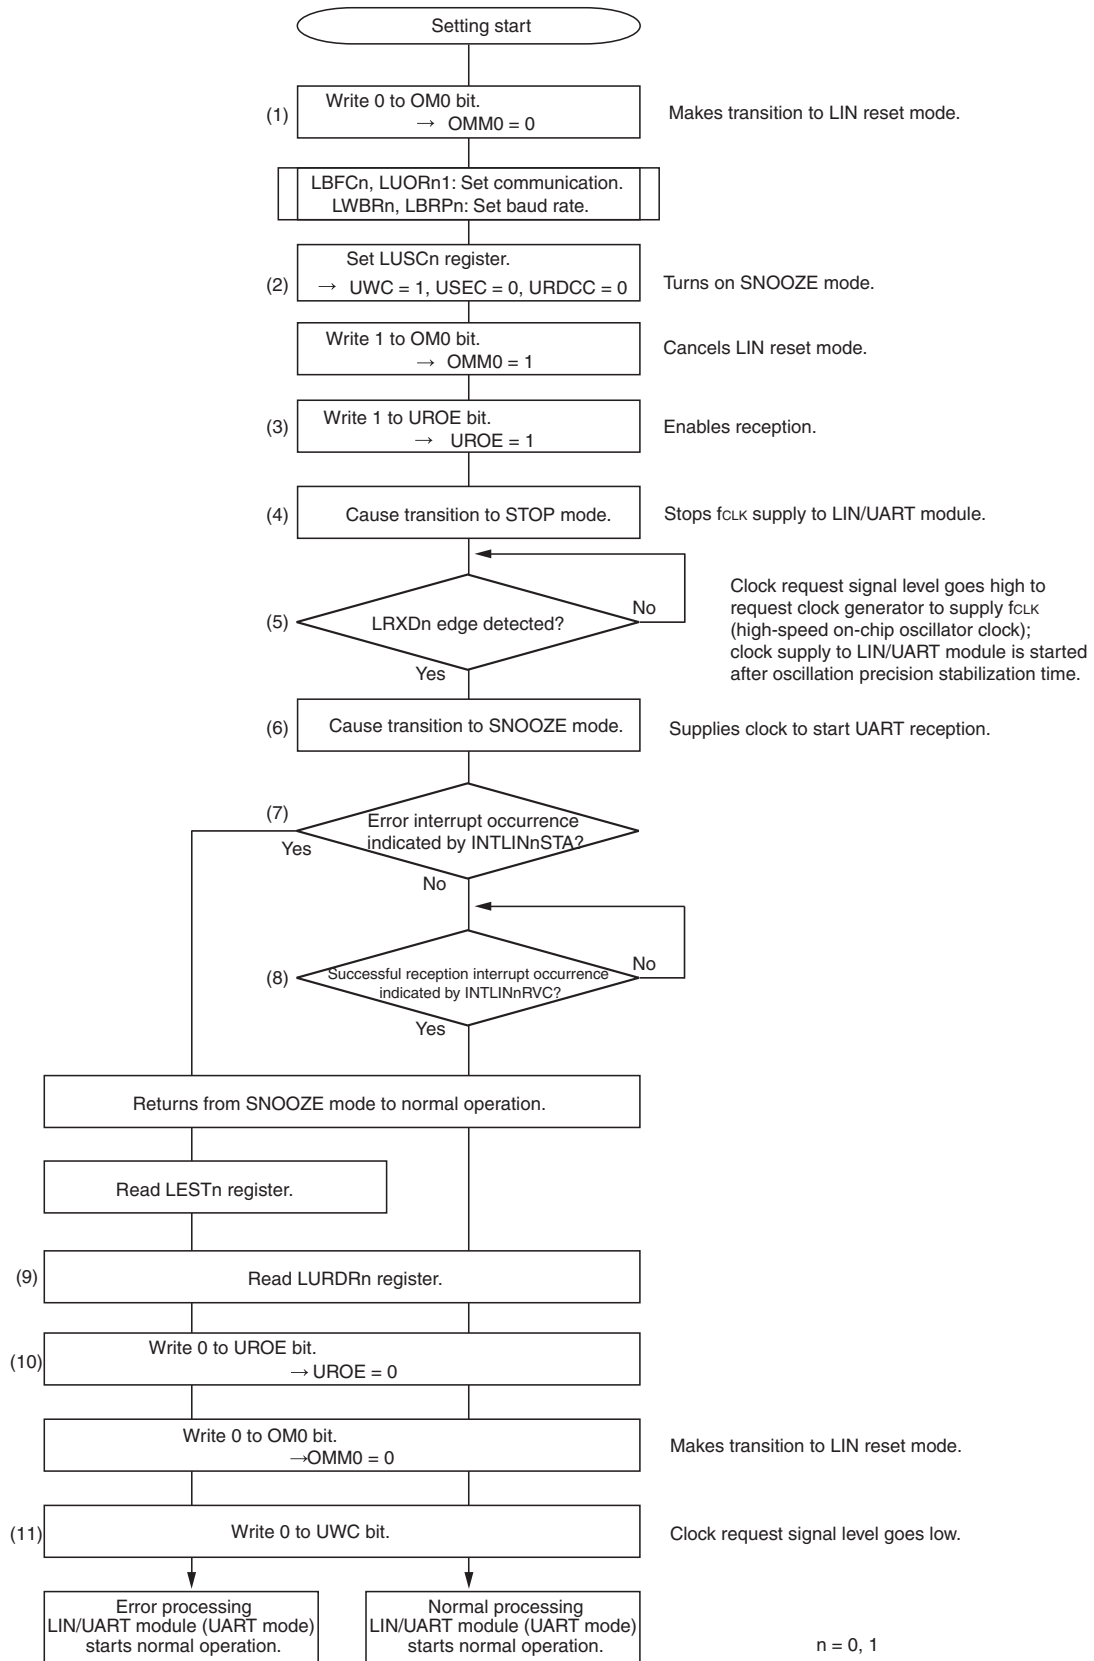 Setting start
(1)
Write 0 to OM0 bit.
→ OMM0 = 0
Makes transition to LIN reset mode.
LBFCn, LUORn1: Set communication.
LWBRn, LBRPn: Set baud rate.
(2)
Set LUSCn register.
→ UWC = 1, USEC = 0, URDCC = 0
Turns on SNOOZE mode.
Write 1 to OM0 bit.
→ OMM0 = 1
Cancels LIN reset mode.
(3)
Write 1 to UROE bit.
→ UROE = 1
Enables reception.
(4)
Cause transition to STOP mode.
Stops fCLK supply to LIN/UART module.
(5)
LRXDn edge detected?
No
Yes
Clock request signal level goes high to
request clock generator to supply fCLK
(high-speed on-chip oscillator clock);
clock supply to LIN/UART module is started
after oscillation precision stabilization time.
(6)
Cause transition to SNOOZE mode.
Supplies clock to start UART reception.
(7)
Error interrupt occurrence
indicated by INTLINnSTA?
Yes
No
(8)
Successful reception interrupt occurrence
indicated by INTLINnRVC?
No
Yes
Returns from SNOOZE mode to normal operation.
Read LESTn register.
(9)
Read LURDRn register.
(10)
Write 0 to UROE bit.
→ UROE = 0
Write 0 to OM0 bit.
→OMM0 = 0
Makes transition to LIN reset mode.
(11)
Write 0 to UWC bit.
Clock request signal level goes low.
Error processing
LIN/UART module (UART mode)
starts normal operation.
Normal processing
LIN/UART module (UART mode)
starts normal operation.
n = 0, 1